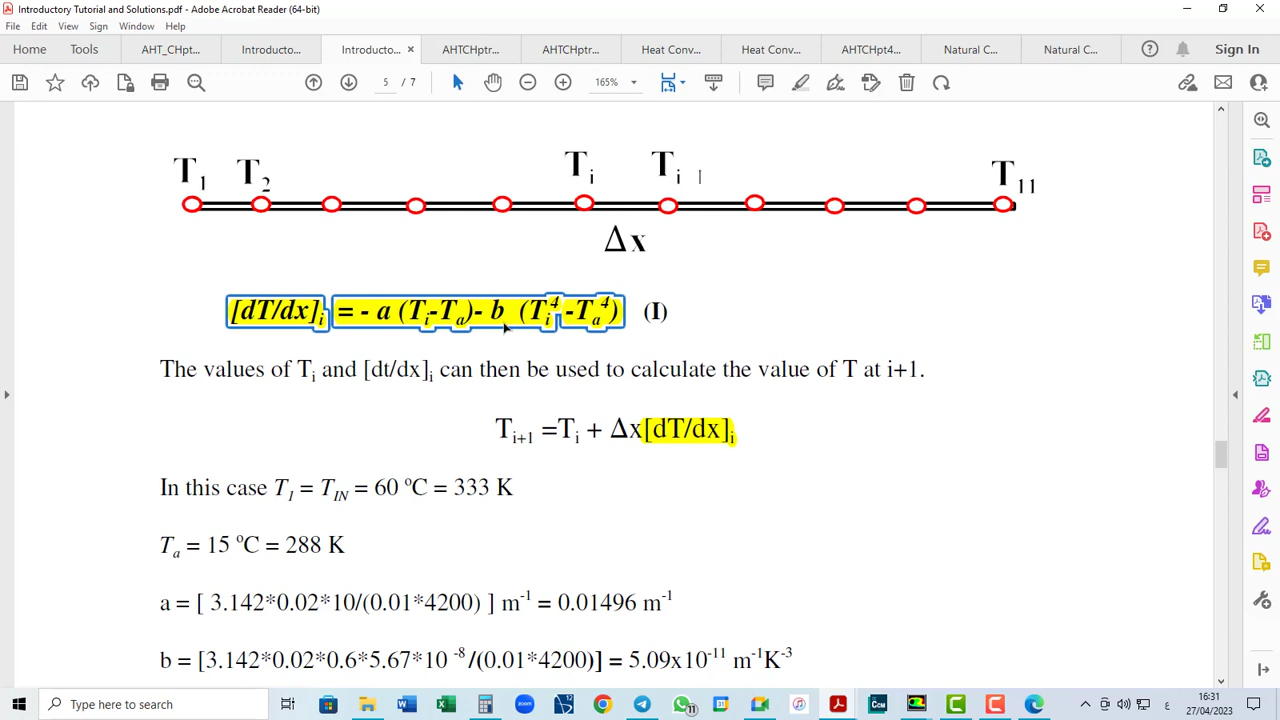 Introductory Tutorial and Solutions.pdf - Adobe Acrobat Reader (64-bit)
File Edit View Sign Window Help
Home Tools AHT_CHpt... Introducto... Introducto... × AHTCHptr... AHTCHptr... Heat Conv... Heat Conv... AHTCHpt4... Natural C... Natural C... Sign In
5 / 7 165%
T1 T2 Ti Ti 1 T11
Δx
[dT/dx]i = - a (Ti-Ta)- b (Ti^4 -Ta^4) (I)
The values of Ti and [dt/dx]i can then be used to calculate the value of T at i+1.
Ti+1 =Ti + Δx[dT/dx]i
In this case T1 = TIN = 60 °C = 333 K
Ta = 15 °C = 288 K
a = [ 3.142*0.02*10/(0.01*4200) ] m^-1 = 0.01496 m^-1
b = [3.142*0.02*0.6*5.67*10^-8/(0.01*4200)] = 5.09x10^-11 m^-1K^-3
Type here to search
11
ع
16:31
27/04/2023